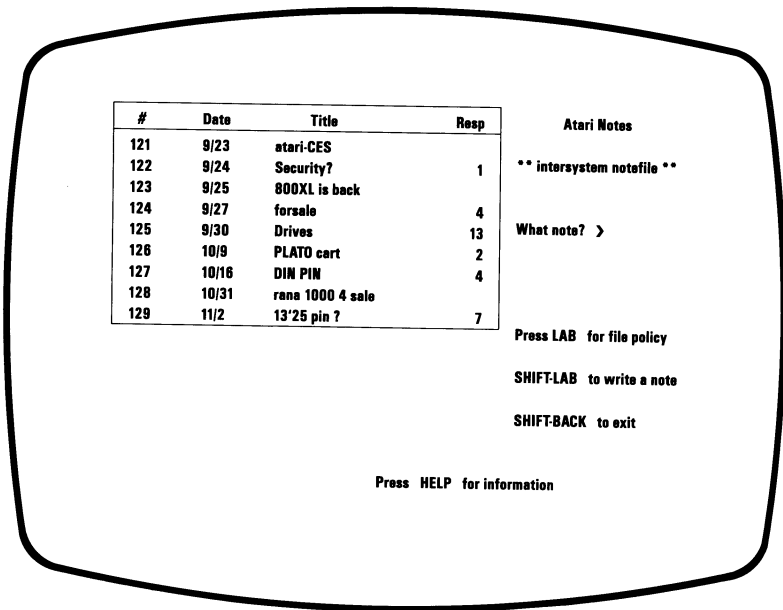 # Date Title Resp
121 9/23 atari-CES
122 9/24 Security? 1
123 9/25 800XL is back
124 9/27 forsale 4
125 9/30 Drives 13
126 10/9 PLATO cart 2
127 10/16 DIN PIN 4
128 10/31 rana 1000 4 sale
129 11/2 13'25 pin ? 7
Atari Notes
** intersystem notefile **
What note? >
Press LAB for file policy
SHIFT-LAB to write a note
SHIFT-BACK to exit
Press HELP for information